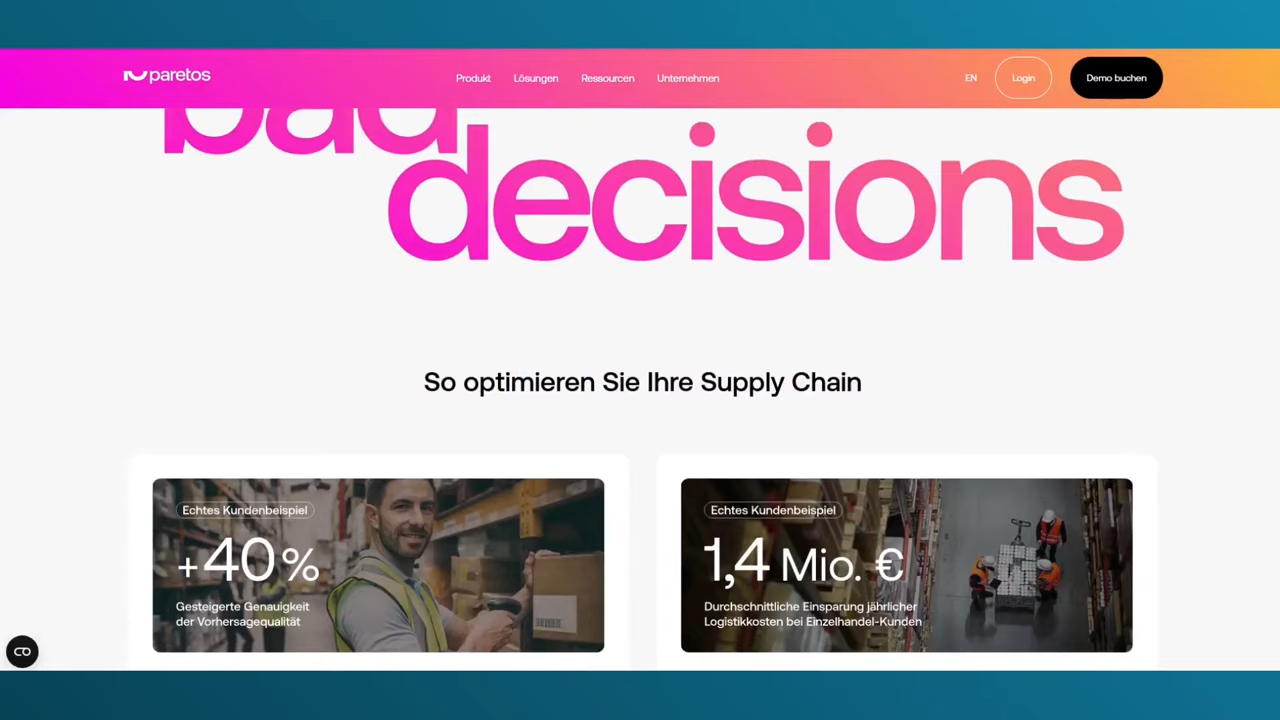 paretos
Produkt
Lösungen
Ressourcen
Unternehmen
EN
Login
Demo buchen
bad
decisions
So optimieren Sie Ihre Supply Chain
Echtes Kundenbeispiel
+40%
Gesteigerte Genauigkeit
der Vorhersagequalität
Echtes Kundenbeispiel
1,4 Mio. €
Durchschnittliche Einsparung jährlicher
Logistikkosten bei Einzelhandel-Kunden